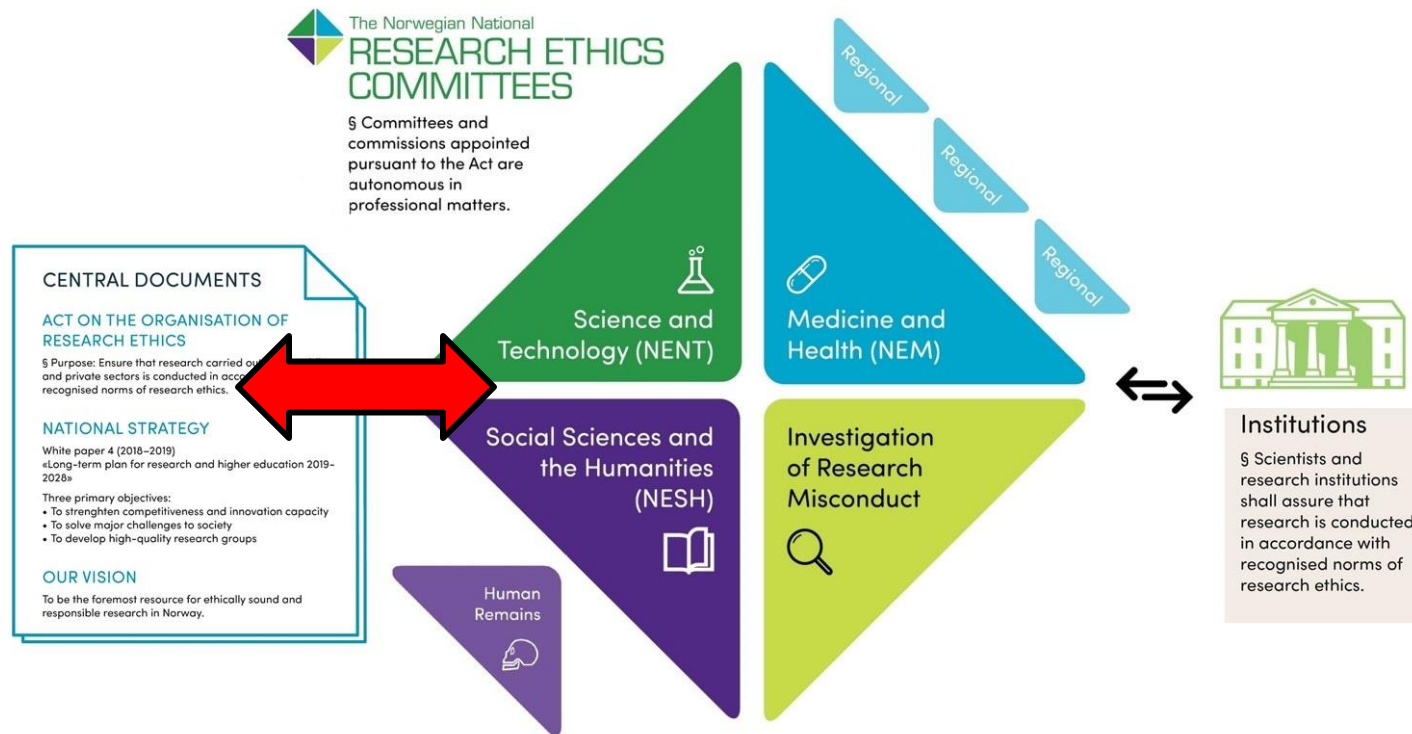 The Norwegian National
RESEARCH ETHICS
COMMITTEES
§ Committees and
commissions appointed
pursuant to the Act are
autonomous in
professional matters.
CENTRAL DOCUMENTS
ACT ON THE ORGANISATION OF
RESEARCH ETHICS
§ Purpose: Ensure that research carried
and private sectors is conducted in
recognised norms of research ethics.
NATIONAL STRATEGY
White paper 4 (2018–2019)
«Long-term plan for research and higher education 2019-
2028»
Three primary objectives:
• To strenghten competitiveness and innovation capacity
• To solve major challenges to society
• To develop high-quality research groups
OUR VISION
To be the foremost resource for ethically sound and
responsible research in Norway.
Science and
Technology (NENT)
Medicine and
Health (NEM)
Regional
Regional
Regional
Social Sciences and
the Humanities
(NESH)
Investigation
of Research
Misconduct
Human
Remains
Institutions
§ Scientists and
research institutions
shall assure that
research is conducted
in accordance with
recognised norms of
research ethics.